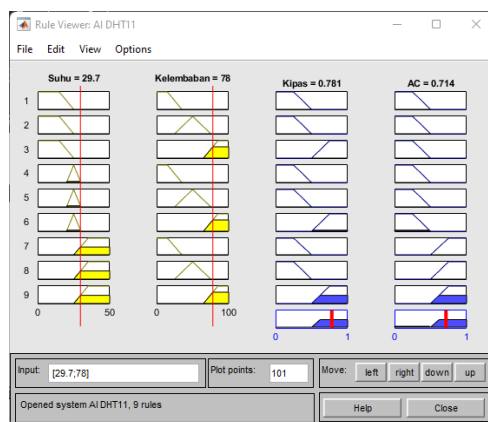 Rule Viewer: AI DHT11
File Edit View Options
Suhu = 29.7 Kelembaban = 78 Kipas = 0.781 AC = 0.714
1
2
3
4
5
6
7
8
9
0 50 0 100
0 1 0 1
Input: [29.7;78] Plot points: 101 Move: left right down up
Opened system AI DHT11, 9 rules Help Close